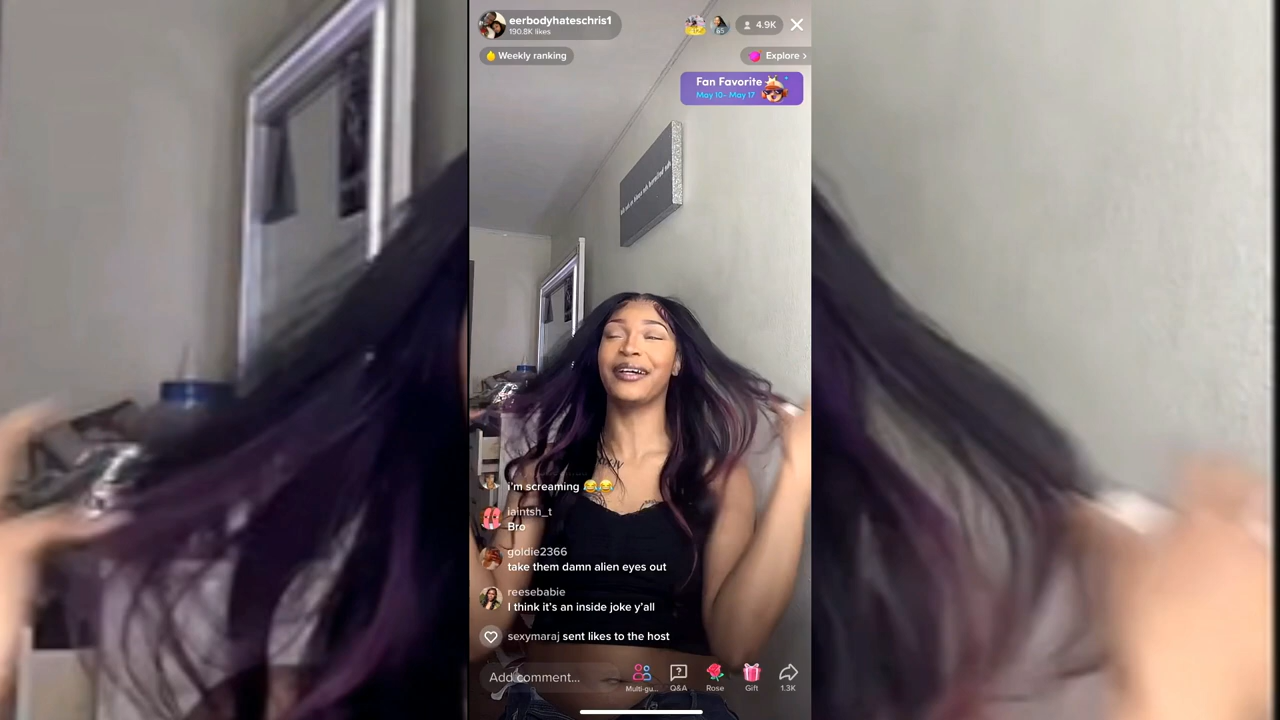 eerbodyhateschris1
190.8K likes
4.9K
Weekly ranking
Explore >
Fan Favorite
May 10- May 17
i'm screaming 😂😂
iaintsh_t
Bro
goldie2366
take them damn alien eyes out
reesebabie
I think it's an inside joke y'all
sexymaraj sent likes to the host
Add comment...
Multi-gu...
Q&A
Rose
Gift
1.3K